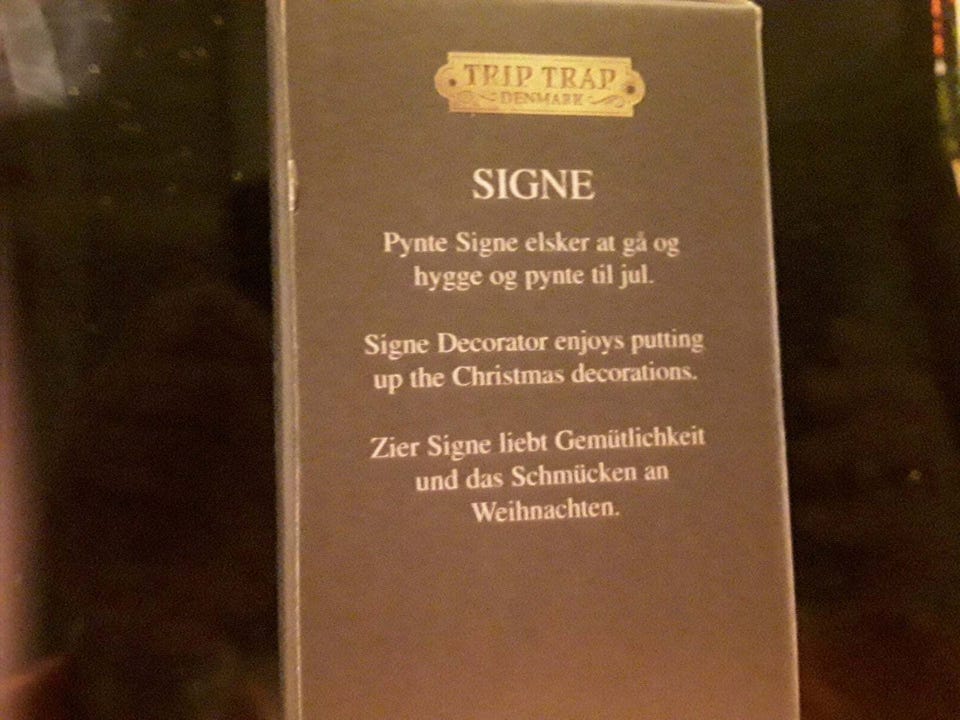 TRIP TRAP
DENMARK
SIGNE
Pynte Signe elsker at gå og
hygge og pynte til jul.
Signe Decorator enjoys putting
up the Christmas decorations.
Zier Signe liebt Gemütlichkeit
und das Schmücken an
Weihnachten.